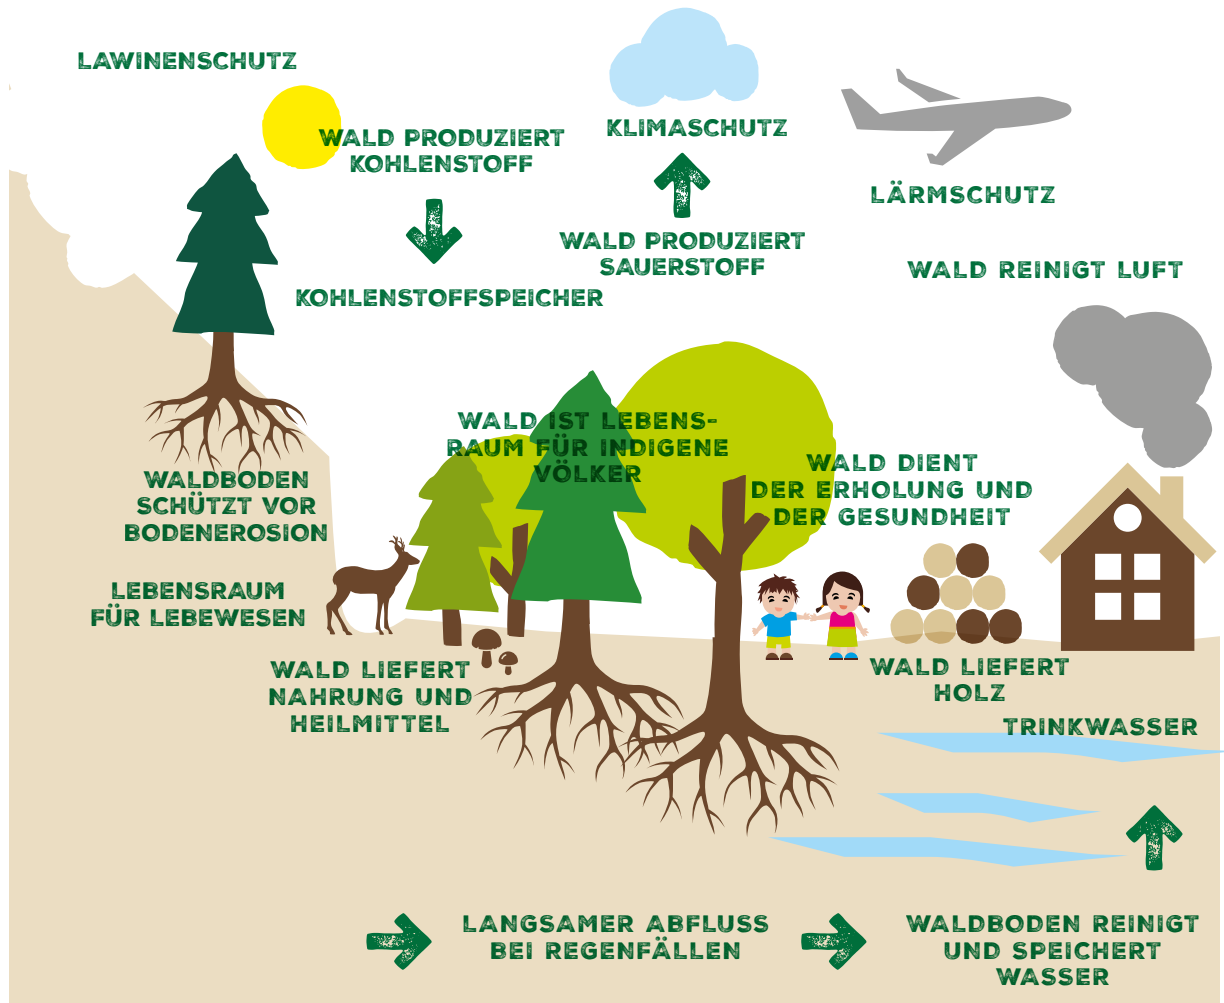 LAWINENSCHUTZ
WALD PRODUZIERT
KOHLENSTOFF
KOHLENSTOFFSPEICHER
KLIMASCHUTZ
WALD PRODUZIERT
SAUERSTOFF
LÄRMSCHUTZ
WALD REINIGT LUFT
WALD IST LEBENS-
RAUM FÜR INDIGENE
VÖLKER
WALD DIENT
DER ERHOLUNG UND
DER GESUNDHEIT
WALDBODEN
SCHÜTZT VOR
BODENEROSION
LEBENSRAUM
FÜR LEBEWESEN
WALD LIEFERT
NAHRUNG UND
HEILMITTEL
WALD LIEFERT
HOLZ
TRINKWASSER
LANGSAMER ABFLUSS
BEI REGENFÄLLEN
WALDBODEN REINIGT
UND SPEICHERT
WASSER